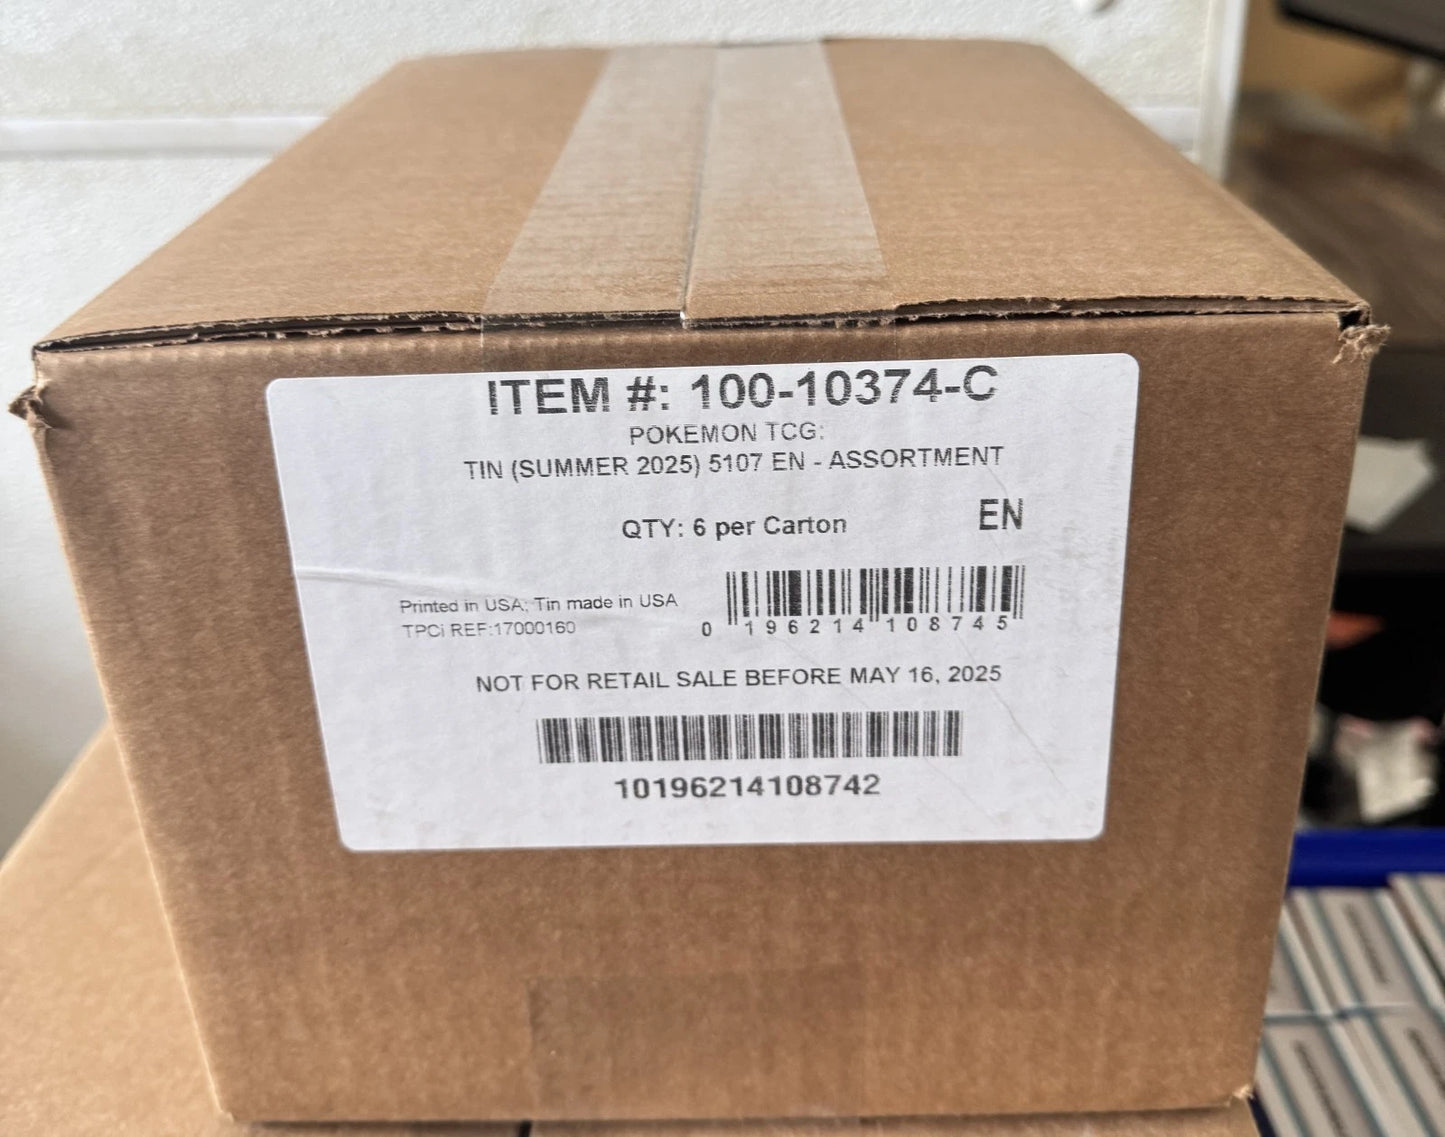 ITEM #: 100-10374-C
POKEMON TCG:
TIN (SUMMER 2025) 5107 EN - ASSORTMENT
QTY: 6 per Carton
EN
Printed in USA; Tin made in USA
TPCi REF:17000160
0 196214 108745
NOT FOR RETAIL SALE BEFORE MAY 16, 2025
10196214108742